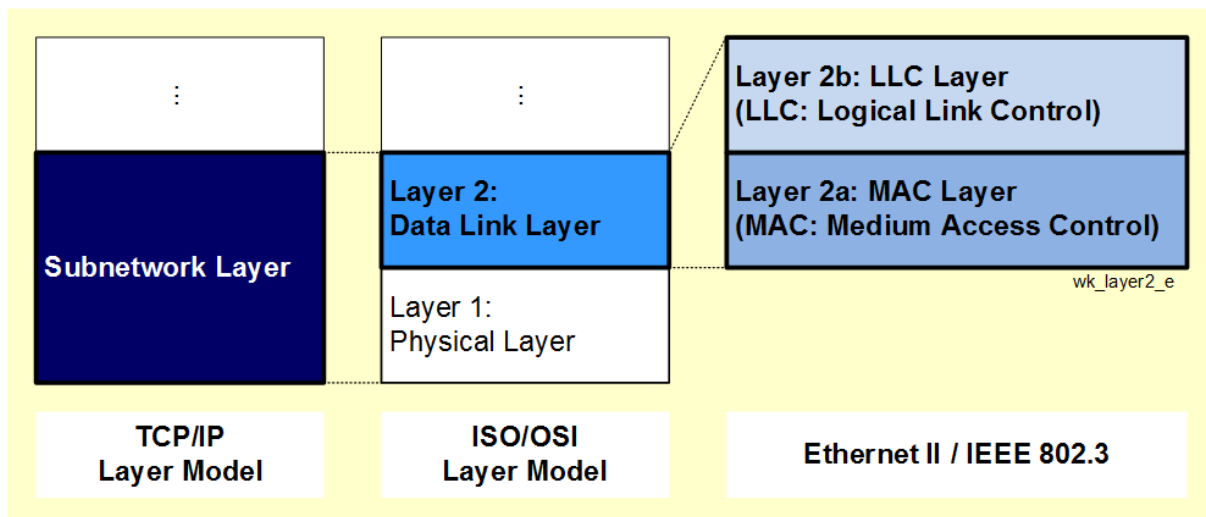 ⋮
⋮
Subnetwork Layer
Layer 2:
Data Link Layer
Layer 1:
Physical Layer
Layer 2b: LLC Layer
(LLC: Logical Link Control)
Layer 2a: MAC Layer
(MAC: Medium Access Control)
wk_layer2_e
TCP/IP
Layer Model
ISO/OSI
Layer Model
Ethernet II / IEEE 802.3